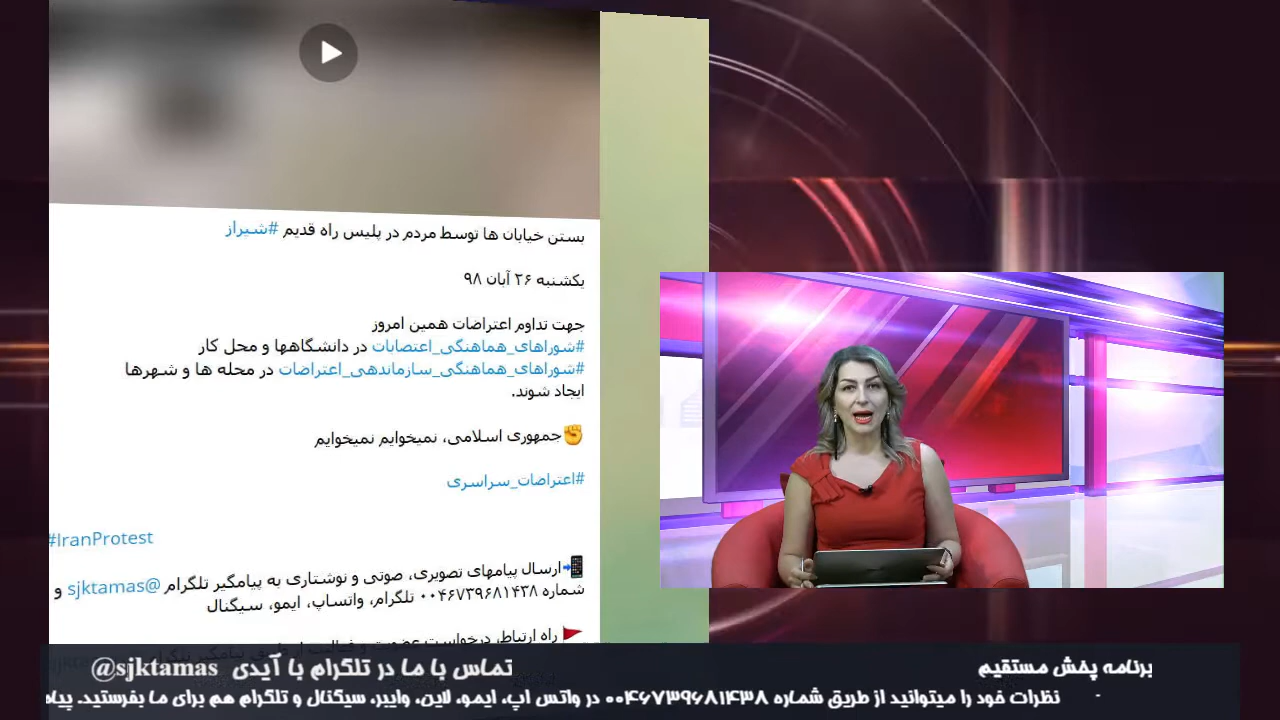 بستن خیابان ها توسط مردم در پلیس راه قدیم #شیراز
یکشنبه ۲۶ آبان ۹۸
جهت تداوم اعتراضات همین امروز
#شوراهای_هماهنگی_اعتصابات در دانشگاهها و محل کار
#شوراهای_هماهنگی_سازماندهی_اعتراضات در محله ها و شهرها
ایجاد شوند.
✊جمهوری اسلامی، نمیخوایم نمیخوایم
#اعتراضات_سراسری
#IranProtest
📲ارسال پیامهای تصویری، صوتی و نوشتاری به پیامگیر تلگرام @sjktamas و
شماره ۰۰۴۶۷۳۹۶۸۱۴۳۸ تلگرام، واتساپ، ایمو، سیگنال
🚩 راه ارتباط، درخواست عضویت و
برنامه پخش مستقیم
تماس با ما در تلگرام با آیدی @sjktamas
- نظرات خود را میتوانید از طریق شماره ۰۰۴۶۷۳۹۶۸۱۴۳۸ در واتس اپ، ایمو، لاین، وایبر، سیگنال و تلگرام هم برای ما بفرستید.